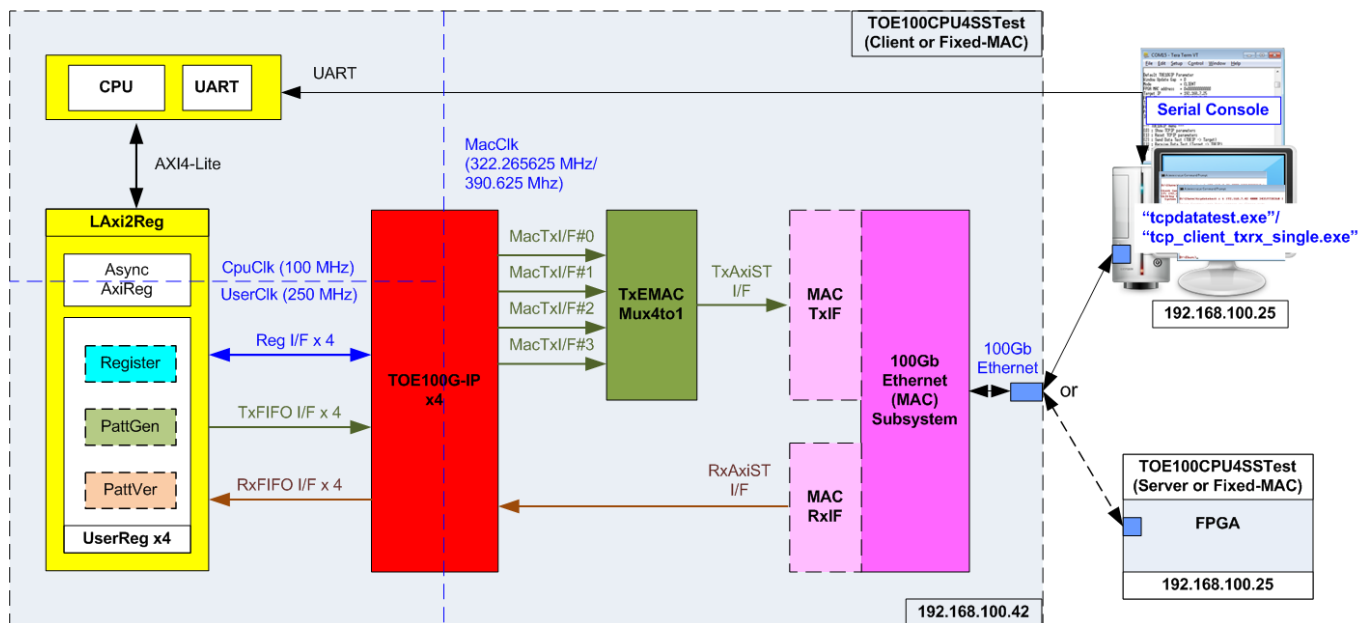 TOE100CPU4SSTest
(Client or Fixed-MAC)
CPU
UART
UART
AXI4-Lite
MacClk
(322.265625 MHz/
390.625 Mhz)
Serial Console
"tcpdatatest.exe"/
"tcp_client_txrx_single.exe"
192.168.100.25
LAxi2Reg
Async
AxiReg
CpuClk (100 MHz)
UserClk (250 MHz)
Register
PattGen
PattVer
UserReg x4
Reg I/F x 4
TxFIFO I/F x 4
RxFIFO I/F x 4
TOE100G-IP
x4
MacTxI/F#0
MacTxI/F#1
MacTxI/F#2
MacTxI/F#3
TxEMAC
Mux4to1
TxAxiST
I/F
MAC
TxIF
RxAxiST
I/F
MAC
RxIF
100Gb
Ethernet
(MAC)
Subsystem
100Gb
Ethernet
or
TOE100CPU4SSTest
(Server or Fixed-MAC)
FPGA
192.168.100.25
192.168.100.42